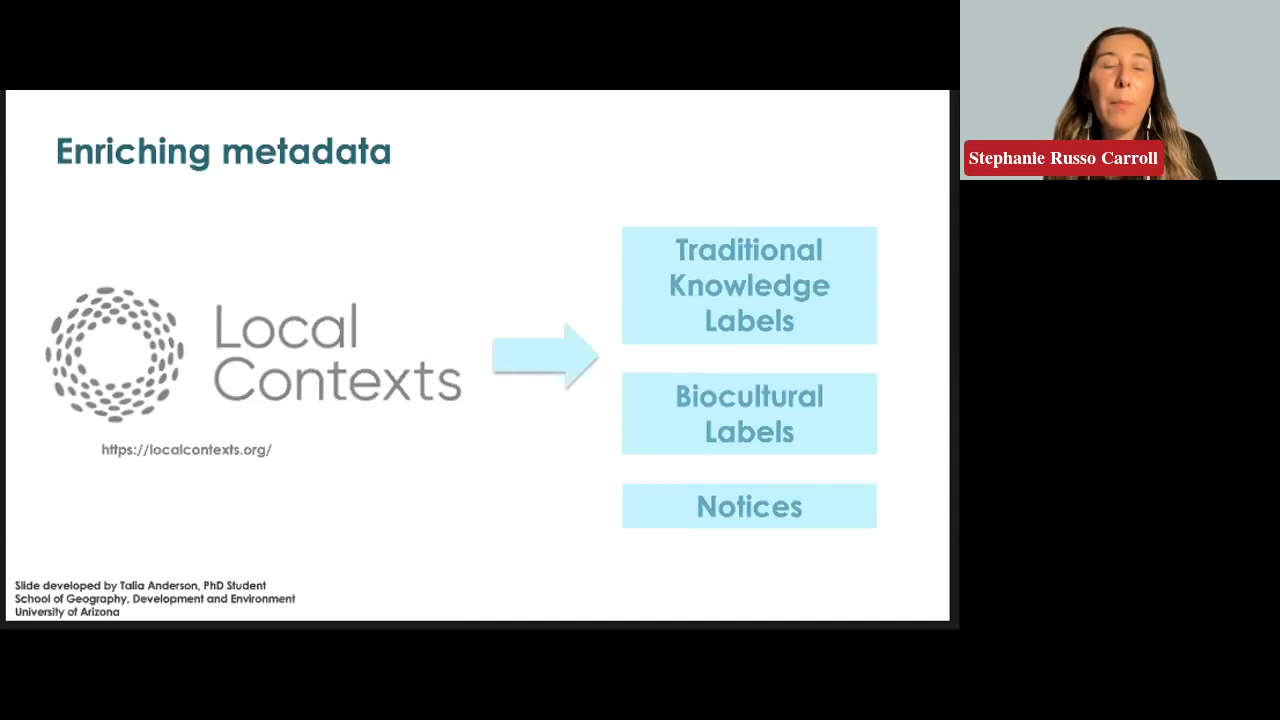 Enriching metadata
Local
Contexts
https://localcontexts.org/
Traditional
Knowledge
Labels
Biocultural
Labels
Notices
Slide developed by Talia Anderson, PhD Student
School of Geography, Development and Environment
University of Arizona
Stephanie Russo Carroll